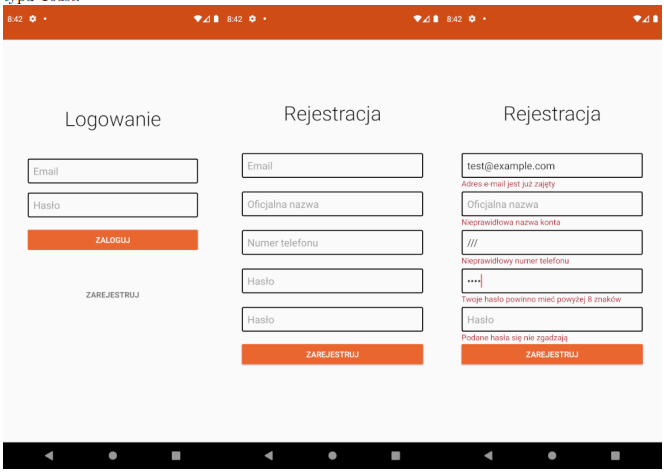 8:42
Logowanie
Email
Hasło
ZALOGUJ
ZAREJESTRUJ
8:42
Rejestracja
Email
Oficjalna nazwa
Numer telefonu
Hasło
Hasło
ZAREJESTRUJ
8:42
Rejestracja
test@example.com
Adres e-mail jest już zajęty
Oficjalna nazwa
Nieprawidłowa nazwa konta
///
Nieprawidłowy numer telefonu
••••
Twoje hasło powinno mieć powyżej 8 znaków
Hasło
Podane hasła się nie zgadzają
ZAREJESTRUJ